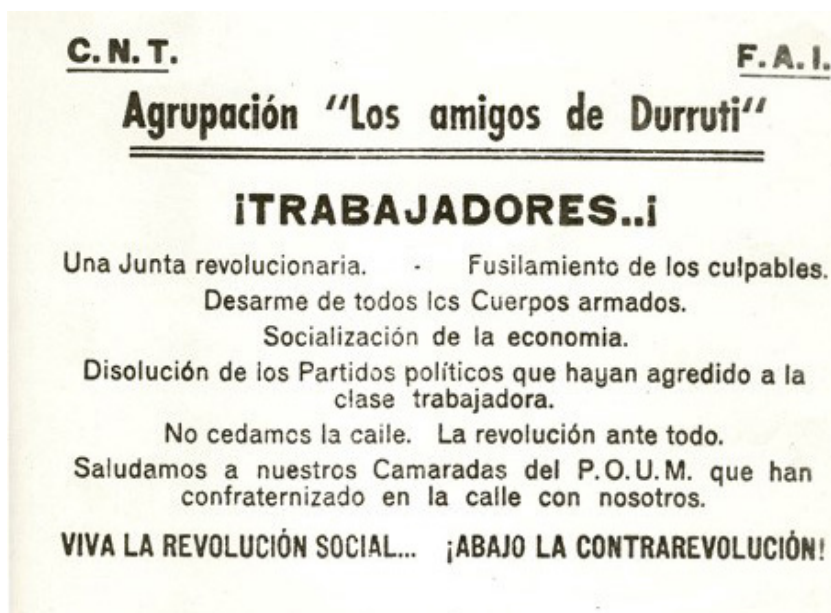 C. N. T. F. A. I.
Agrupación "Los amigos de Durruti"
¡TRABAJADORES..¡
Una Junta revolucionaria. - Fusilamiento de los culpables.
Desarme de todos los Cuerpos armados.
Socialización de la economia.
Disolución de los Partidos políticos que hayan agredido a la
clase trabajadora.
No cedamos la calle. La revolución ante todo.
Saludamos a nuestros Camaradas del P. O. U. M. que han
confraternizado en la calle con nosotros.
VIVA LA REVOLUCIÓN SOCIAL... ¡ABAJO LA CONTRAREVOLUCIÓN!